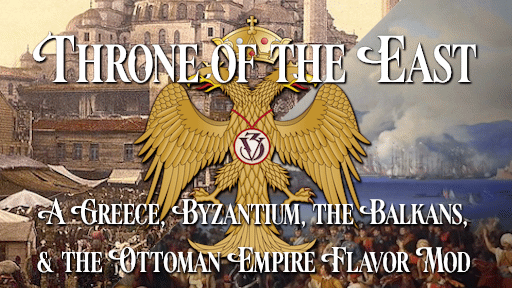 Throne of the East
A Greece, Byzantium, the Balkans,
& the Ottoman Empire Flavor Mod